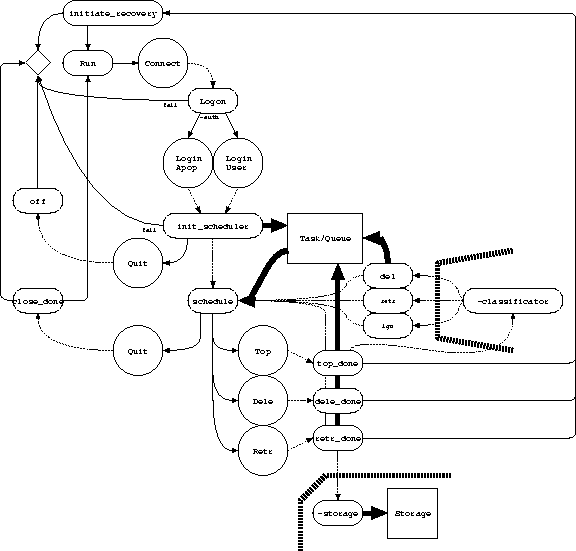 initiate_recovery
Run
Connect
Logon
fail
-auth
Login
Apop
Login
User
off
init_scheduler
fail
Task/Queue
Quit
del
retr
ign
-classificator
close_done
schedule
Quit
Top
top_done
Dele
dele_done
Retr
retr_done
-storage
Storage